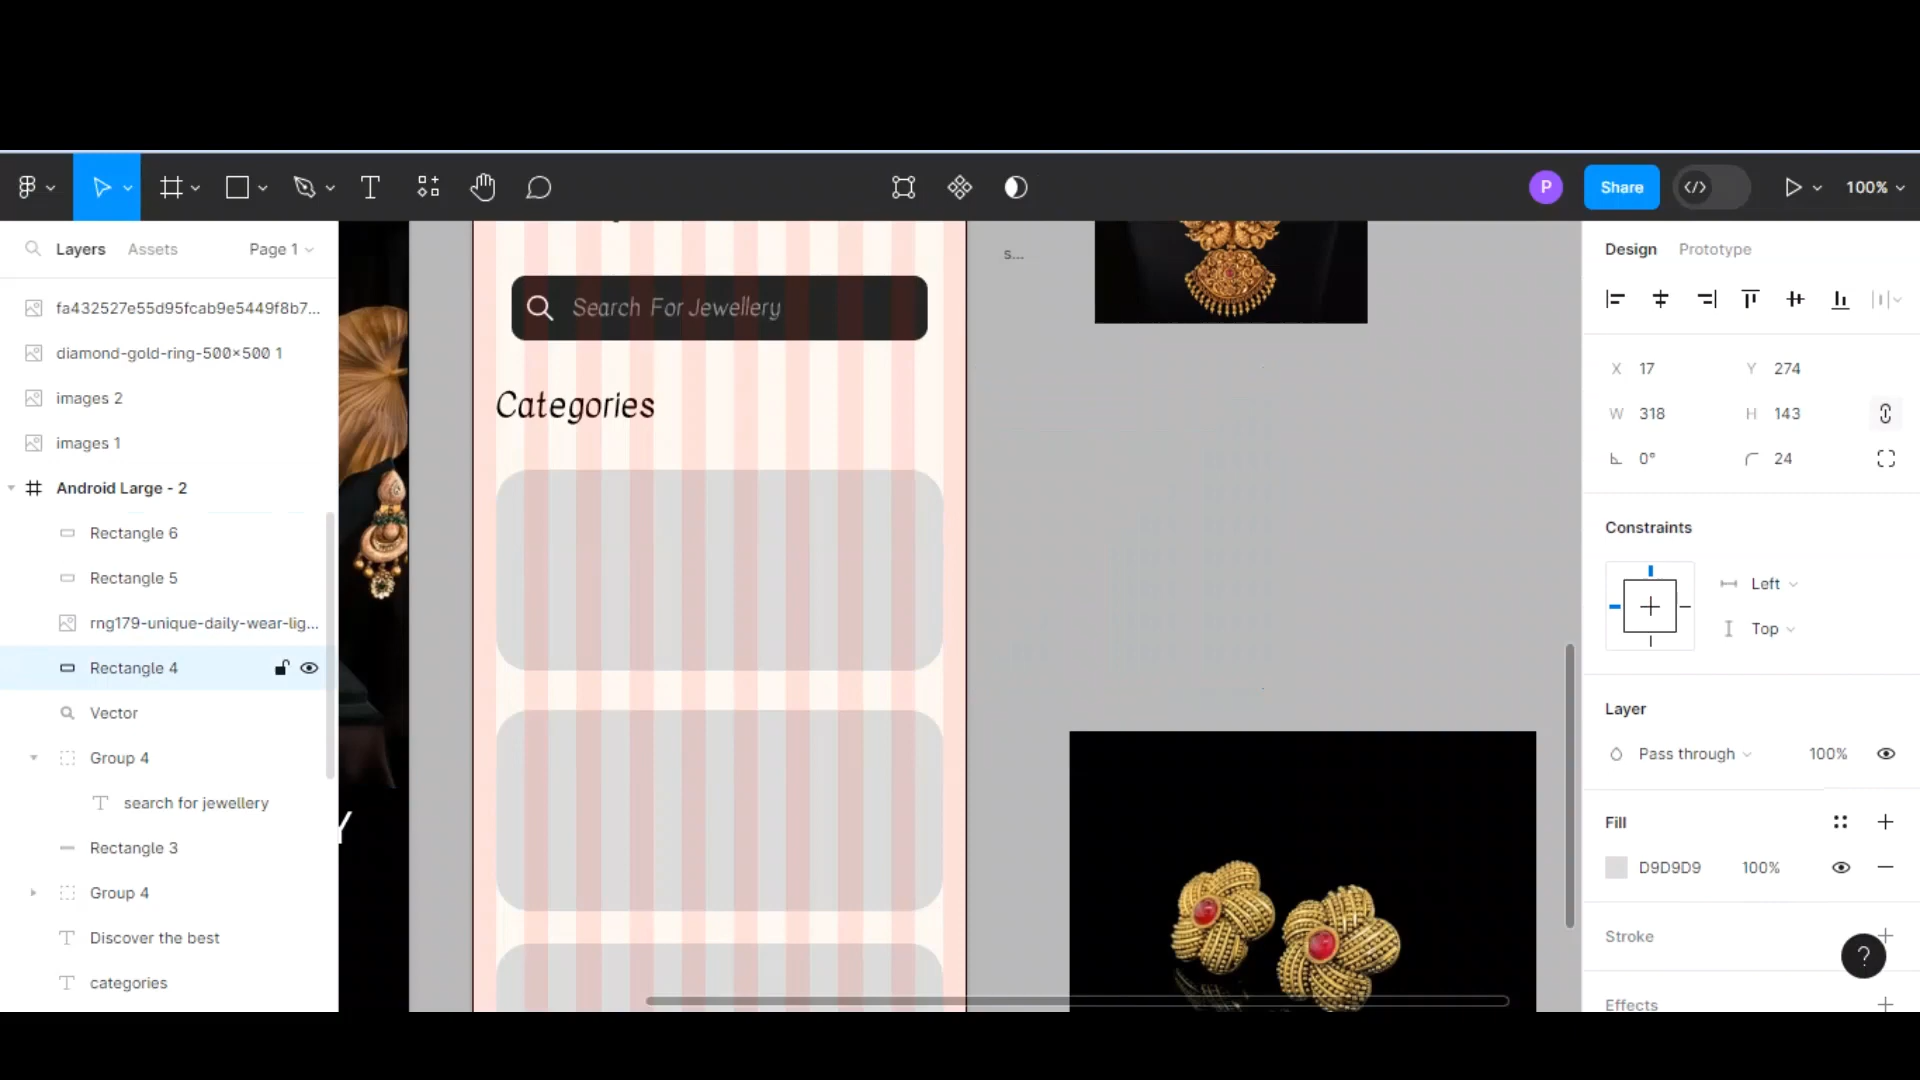 P
Share
100%
Layers
Assets
Page 1
Design
Prototype
fa432527e55d95fcab9e5449f8b7...
diamond-gold-ring-500×500 1
images 2
images 1
Android Large - 2
Rectangle 6
Rectangle 5
rng179-unique-daily-wear-lig...
Rectangle 4
Vector
Group 4
search for jewellery
Rectangle 3
Group 4
Discover the best
categories
Y
Search For Jewellery
Categories
s...
X 17
Y 274
W 318
H 143
0°
24
Constraints
Left
Top
Layer
Pass through
100%
Fill
D9D9D9
100%
Stroke
?
Effects